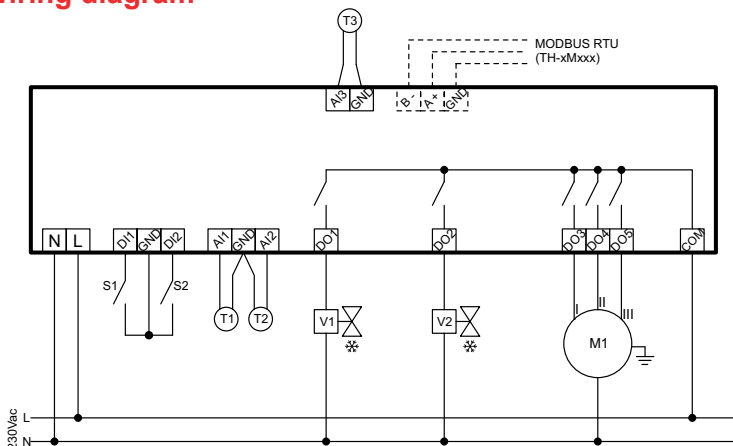 wiring diagram
T3
MODBUS RTU
(TH-xMxxx)
AI3 GND B - A + GND
N L DI1 GND DI2 AI1 GND AI2 DO1 DO2 DO3 DO4 DO5 COM
S1 S2
T1 T2 V1 V2 I II III
M1
L
230Vac
N